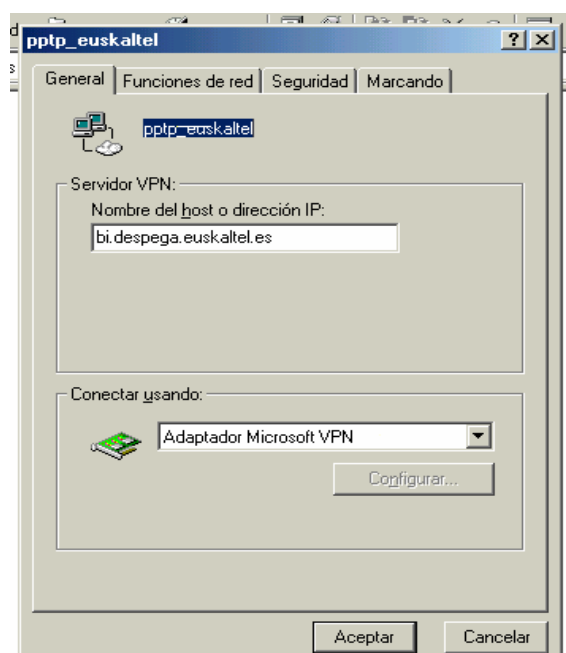 pptp_euskaltel
General Funciones de red Seguridad Marcando
pptp_euskaltel
Servidor VPN:
Nombre del host o dirección IP:
bi.despega.euskaltel.es
Conectar usando:
Adaptador Microsoft VPN
Configurar...
Aceptar Cancelar